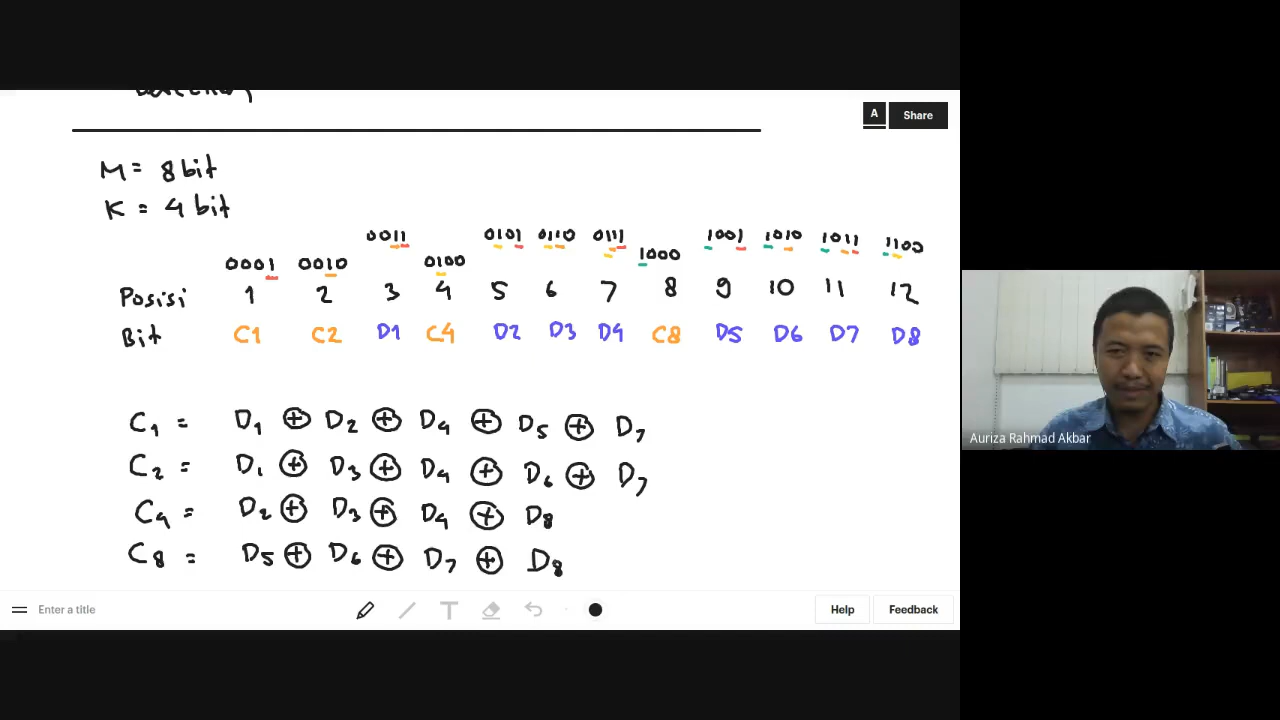 A Share
M = 8 bit
K = 4 bit
0001 0010 0011 0100 0101 0110 0111 1000 1001 1010 1011 1100
Posisi 1 2 3 4 5 6 7 8 9 10 11 12
Bit C1 C2 D1 C4 D2 D3 D4 C8 D5 D6 D7 D8
C₁ = D₁ ⊕ D₂ ⊕ D₄ ⊕ D₅ ⊕ D₇
C₂ = D₁ ⊕ D₃ ⊕ D₄ ⊕ D₆ ⊕ D₇
C₄ = D₂ ⊕ D₃ ⊕ D₄ ⊕ D₈
C₈ = D₅ ⊕ D₆ ⊕ D₇ ⊕ D₈
Auriza Rahmad Akbar
Enter a title T Help Feedback